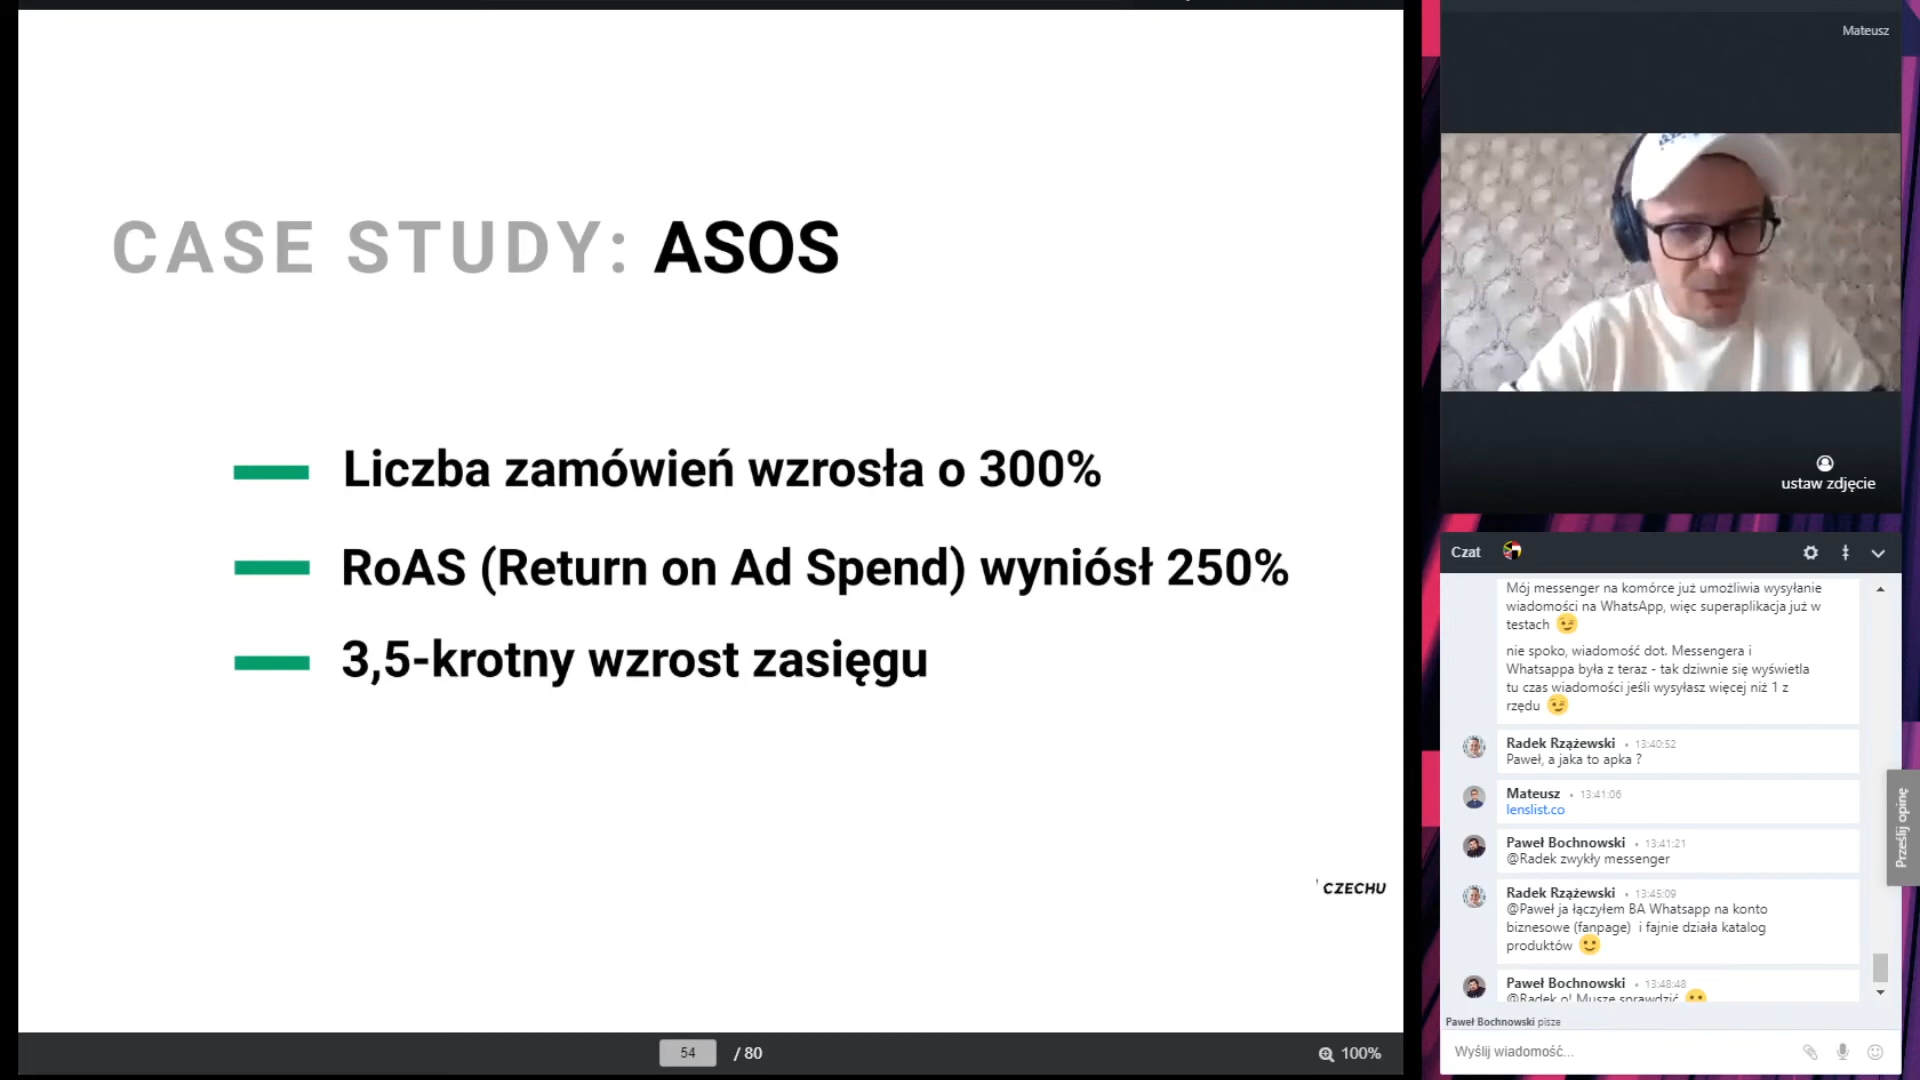 CASE STUDY: ASOS
Liczba zamówień wzrosła o 300%
RoAS (Return on Ad Spend) wyniósł 250%
3,5-krotny wzrost zasięgu
CZECHU
54 / 80
100%
Mateusz
ustaw zdjęcie
Czat
Mój messenger na komórce już umożliwia wysyłanie
wiadomości na WhatsApp, więc superaplikacja już w
testach
nie spoko, wiadomość dot. Messengera i
Whatsappa była z teraz - tak dziwnie się wyświetla
tu czas wiadomości jeśli wysyłasz więcej niż 1 z
rzędu
Radek Rzążewski • 13:40:52
Paweł, a jaka to apka ?
Mateusz • 13:41:06
lenslist.co
Paweł Bochnowski • 13:41:21
@Radek zwykły messenger
Radek Rzążewski • 13:45:09
@Paweł ja łączyłem BA Whatsapp na konto
biznesowe (fanpage) i fajnie działa katalog
produktów
Paweł Bochnowski • 13:48:48
@Radek o! Muszę sprawdzić
Paweł Bochnowski pisze
Wyślij wiadomość...
Prześlij opinię